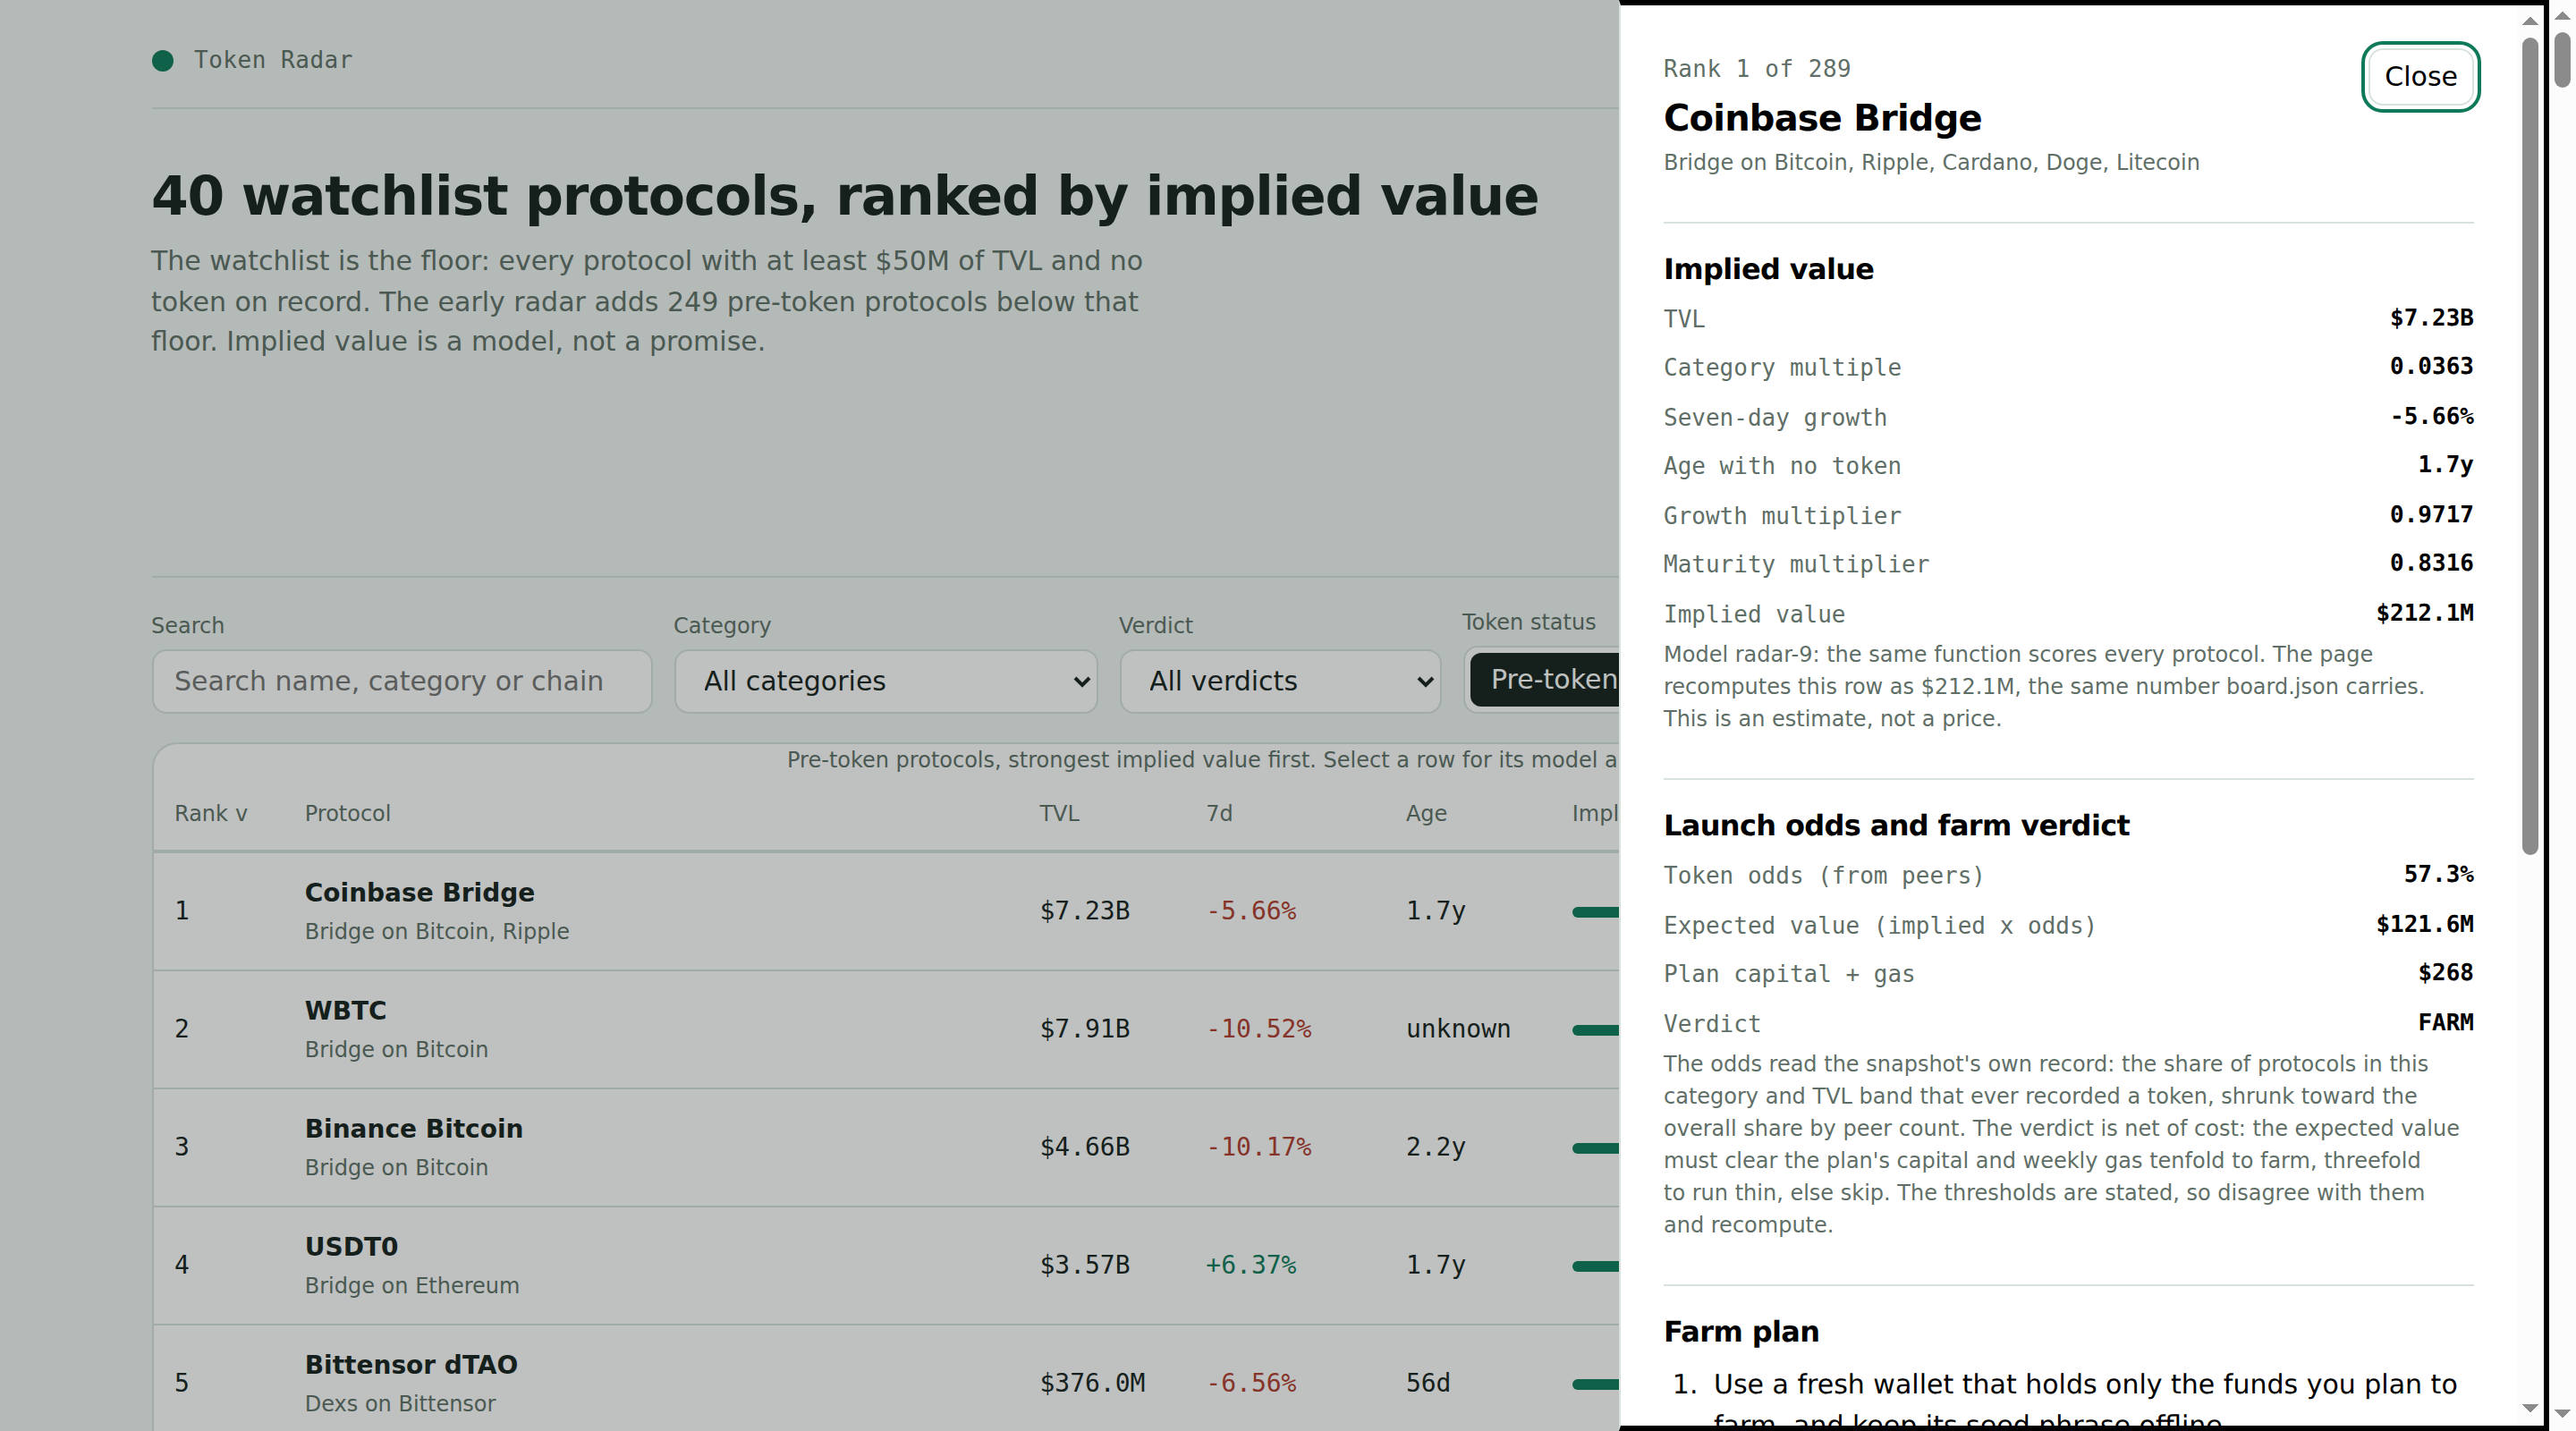 Token Radar
40 watchlist protocols, ranked by implied value
The watchlist is the floor: every protocol with at least $50M of TVL and no
token on record. The early radar adds 249 pre-token protocols below that
floor. Implied value is a model, not a promise.
Search
Category
Verdict
Token status
Search name, category or chain
All categories
All verdicts
Pre-token
Pre-token protocols, strongest implied value first. Select a row for its model a
Rank v Protocol TVL 7d Age Impl
1 Coinbase Bridge $7.23B -5.66% 1.7y
Bridge on Bitcoin, Ripple
2 WBTC $7.91B -10.52% unknown
Bridge on Bitcoin
3 Binance Bitcoin $4.66B -10.17% 2.2y
Bridge on Bitcoin
4 USDT0 $3.57B +6.37% 1.7y
Bridge on Ethereum
5 Bittensor dTAO $376.0M -6.56% 56d
Dexs on Bittensor
Rank 1 of 289
Close
Coinbase Bridge
Bridge on Bitcoin, Ripple, Cardano, Doge, Litecoin
Implied value
TVL $7.23B
Category multiple 0.0363
Seven-day growth -5.66%
Age with no token 1.7y
Growth multiplier 0.9717
Maturity multiplier 0.8316
Implied value $212.1M
Model radar-9: the same function scores every protocol. The page
recomputes this row as $212.1M, the same number board.json carries.
This is an estimate, not a price.
Launch odds and farm verdict
Token odds (from peers) 57.3%
Expected value (implied x odds) $121.6M
Plan capital + gas $268
Verdict FARM
The odds read the snapshot's own record: the share of protocols in this
category and TVL band that ever recorded a token, shrunk toward the
overall share by peer count. The verdict is net of cost: the expected value
must clear the plan's capital and weekly gas tenfold to farm, threefold
to run thin, else skip. The thresholds are stated, so disagree with them
and recompute.
Farm plan
1. Use a fresh wallet that holds only the funds you plan to
farm, and keep its seed phrase offline.